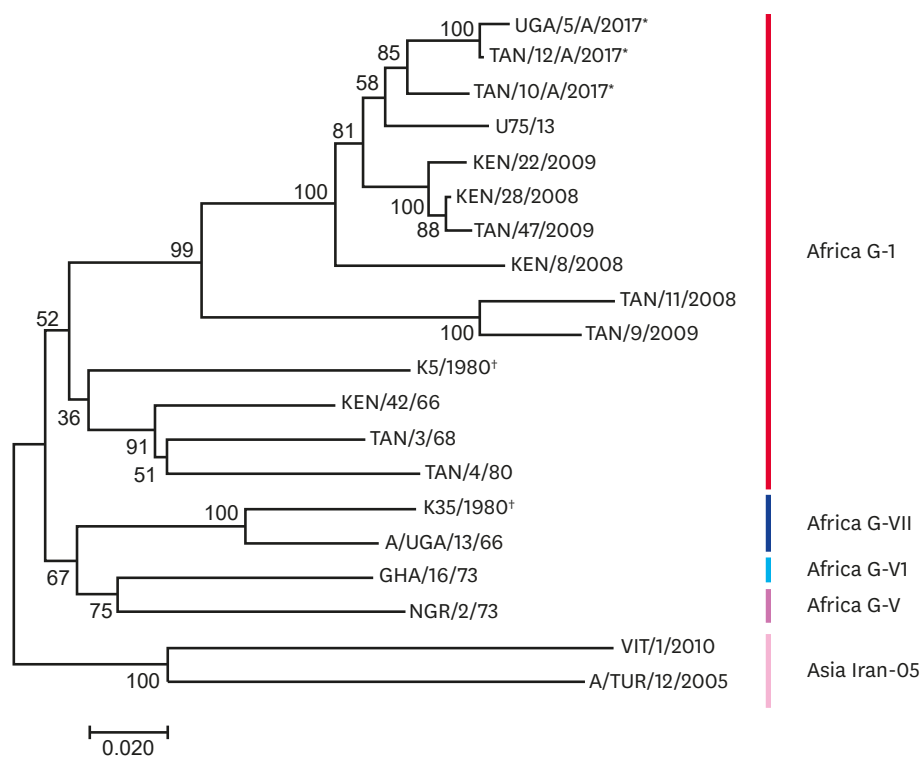 100
UGA/5/A/2017*
TAN/12/A/2017*
85
TAN/10/A/2017*
58
U75/13
81
KEN/22/2009
100
KEN/28/2008
100
88
TAN/47/2009
99
KEN/8/2008
Africa G-1
TAN/11/2008
100
TAN/9/2009
52
K5/1980†
36
KEN/42/66
91
TAN/3/68
51
TAN/4/80
100
K35/1980†
Africa G-VII
A/UGA/13/66
67
GHA/16/73
Africa G-V1
75
NGR/2/73
Africa G-V
VIT/1/2010
Asia Iran-05
100
A/TUR/12/2005
0.020